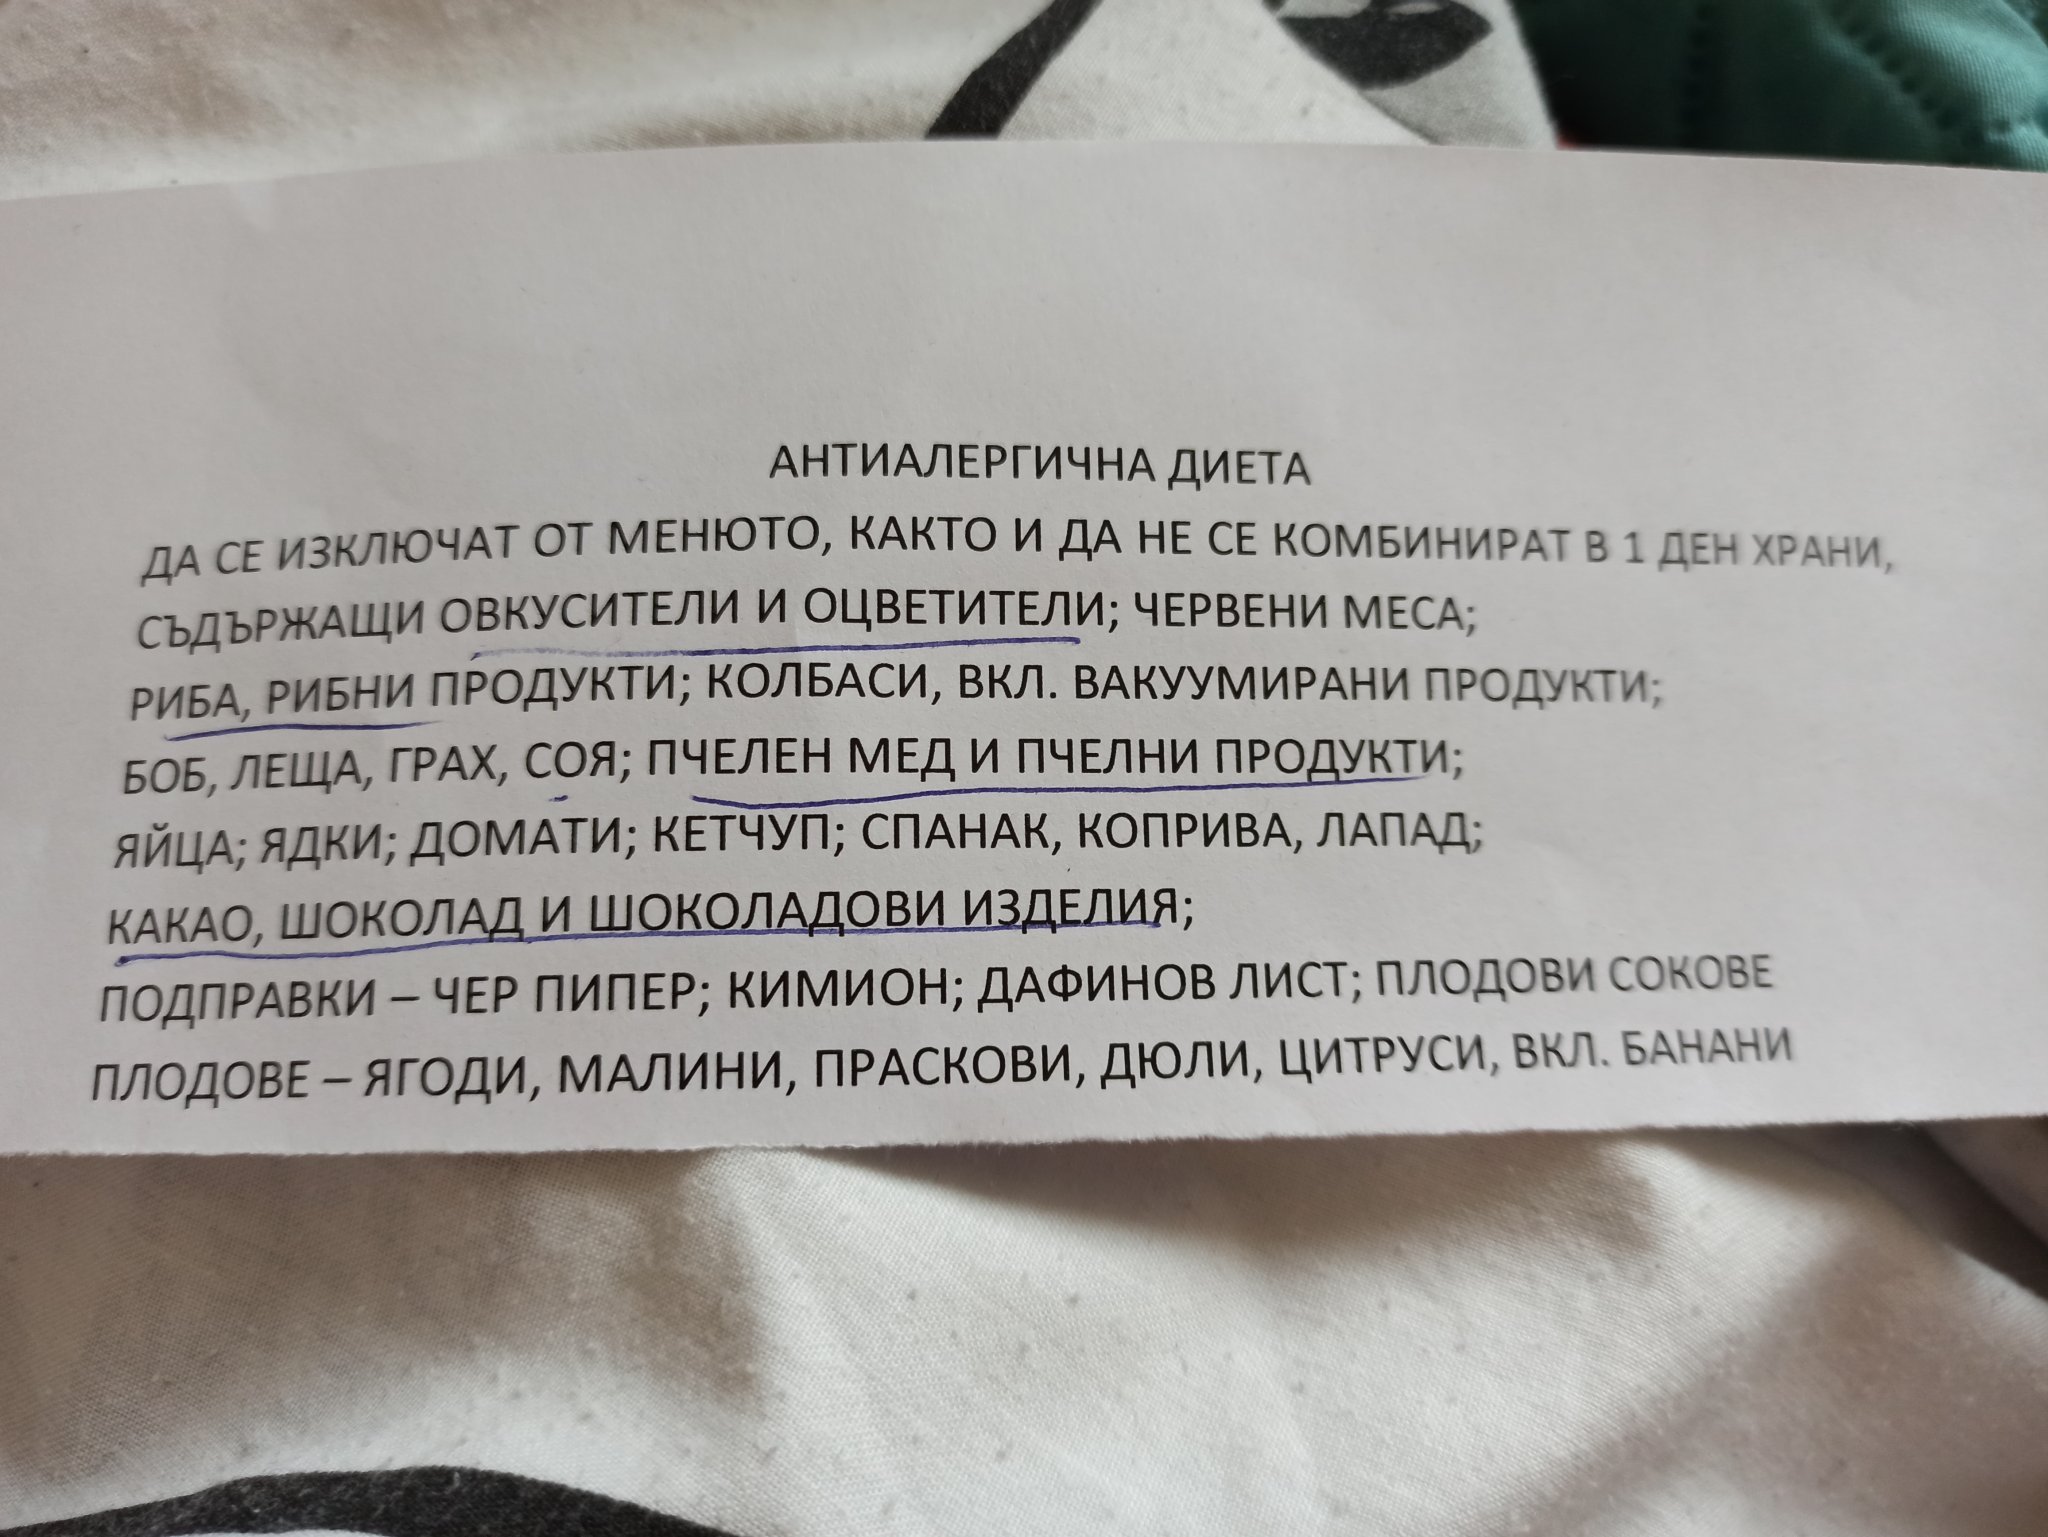 АНТИАЛЕРГИЧНА ДИЕТА
ДА СЕ ИЗКЛЮЧАТ ОТ МЕНЮТО, КАКТО И ДА НЕ СЕ КОМБИНИРАТ В 1 ДЕН ХРАНИ,
СЪДЪРЖАЩИ ОВКУСИТЕЛИ И ОЦВЕТИТЕЛИ; ЧЕРВЕНИ МЕСА;
РИБА, РИБНИ ПРОДУКТИ; КОЛБАСИ, ВКЛ. ВАКУУМИРАНИ ПРОДУКТИ;
БОБ, ЛЕЩА, ГРАХ, СОЯ; ПЧЕЛЕН МЕД И ПЧЕЛНИ ПРОДУКТИ;
ЯЙЦА; ЯДКИ; ДОМАТИ; КЕТЧУП; СПАНАК, КОПРИВА, ЛАПАД;
КАКАО, ШОКОЛАД И ШОКОЛАДОВИ ИЗДЕЛИЯ;
ПОДПРАВКИ – ЧЕР ПИПЕР; КИМИОН; ДАФИНОВ ЛИСТ; ПЛОДОВИ СОКОВЕ
ПЛОДОВЕ – ЯГОДИ, МАЛИНИ, ПРАСКОВИ, ДЮЛИ, ЦИТРУСИ, ВКЛ. БАНАНИ